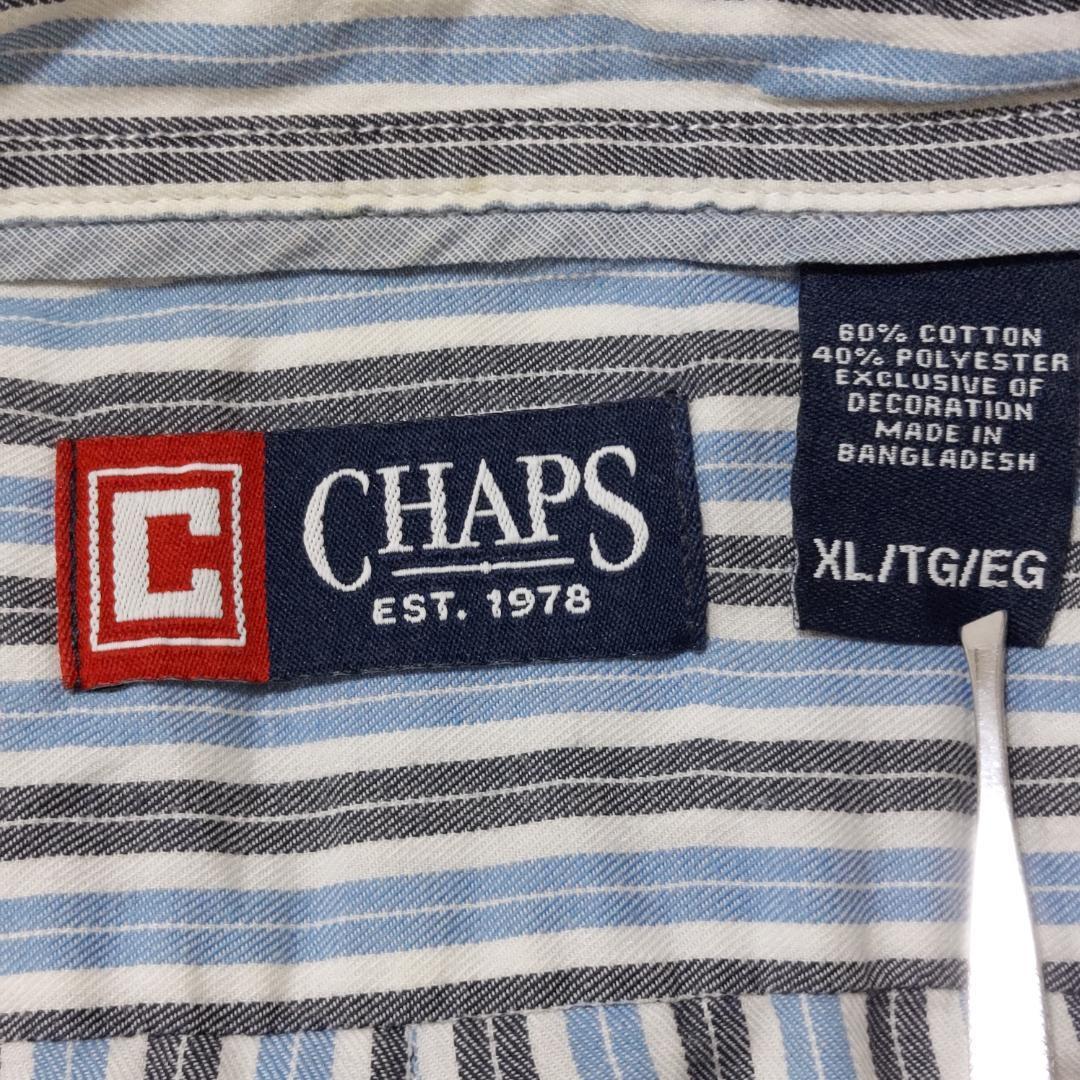 C
CHAPS
EST. 1978
60% COTTON
40% POLYESTER
EXCLUSIVE OF
DECORATION
MADE IN
BANGLADESH
XL/TG/EG